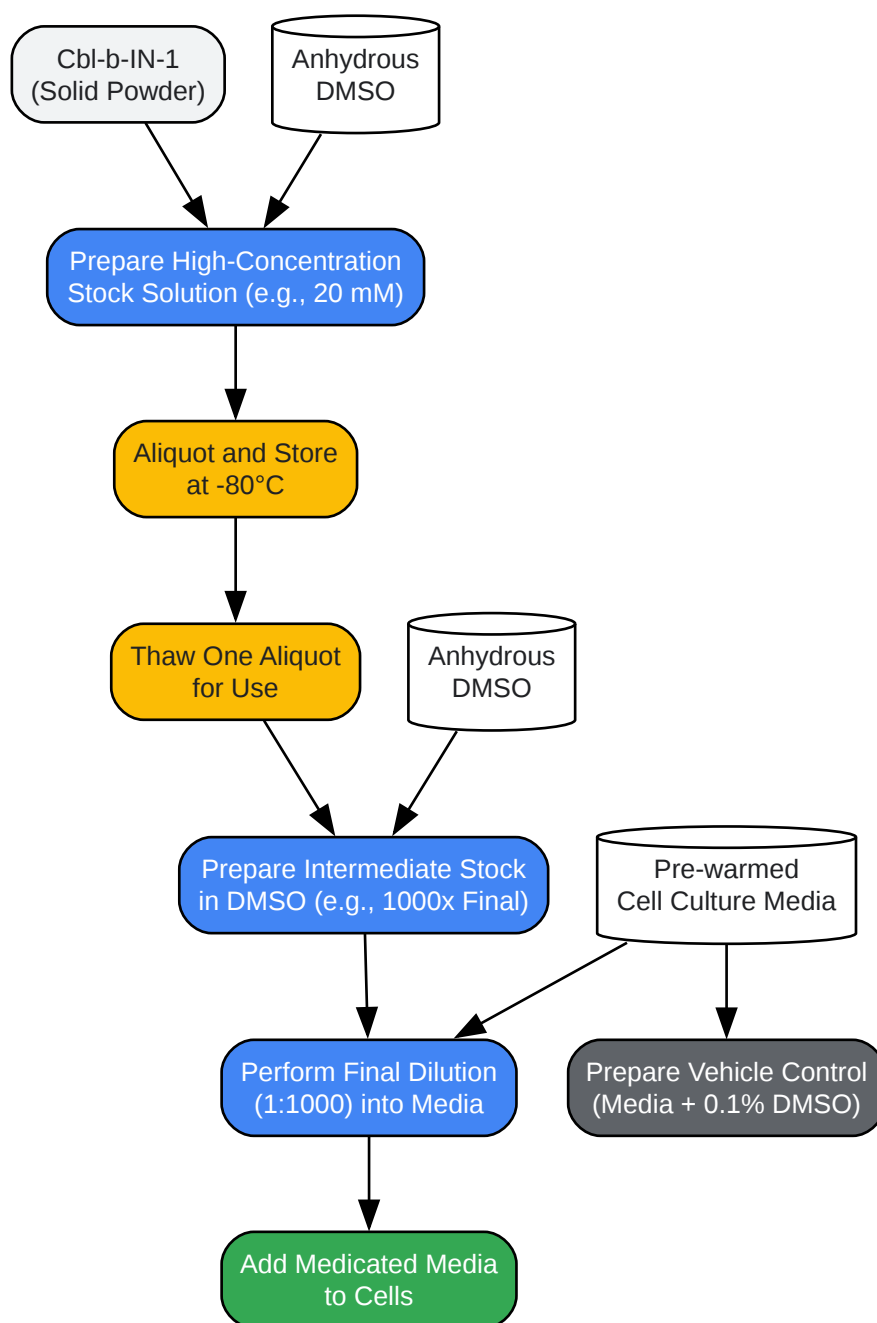 Cbl-b-IN-1
(Solid Powder)
Anhydrous
DMSO
Prepare High-Concentration
Stock Solution (e.g., 20 mM)
Aliquot and Store
at -80°C
Thaw One Aliquot
for Use
Anhydrous
DMSO
Prepare Intermediate Stock
in DMSO (e.g., 1000x Final)
Pre-warmed
Cell Culture Media
Perform Final Dilution
(1:1000) into Media
Prepare Vehicle Control
(Media + 0.1% DMSO)
Add Medicated Media
to Cells